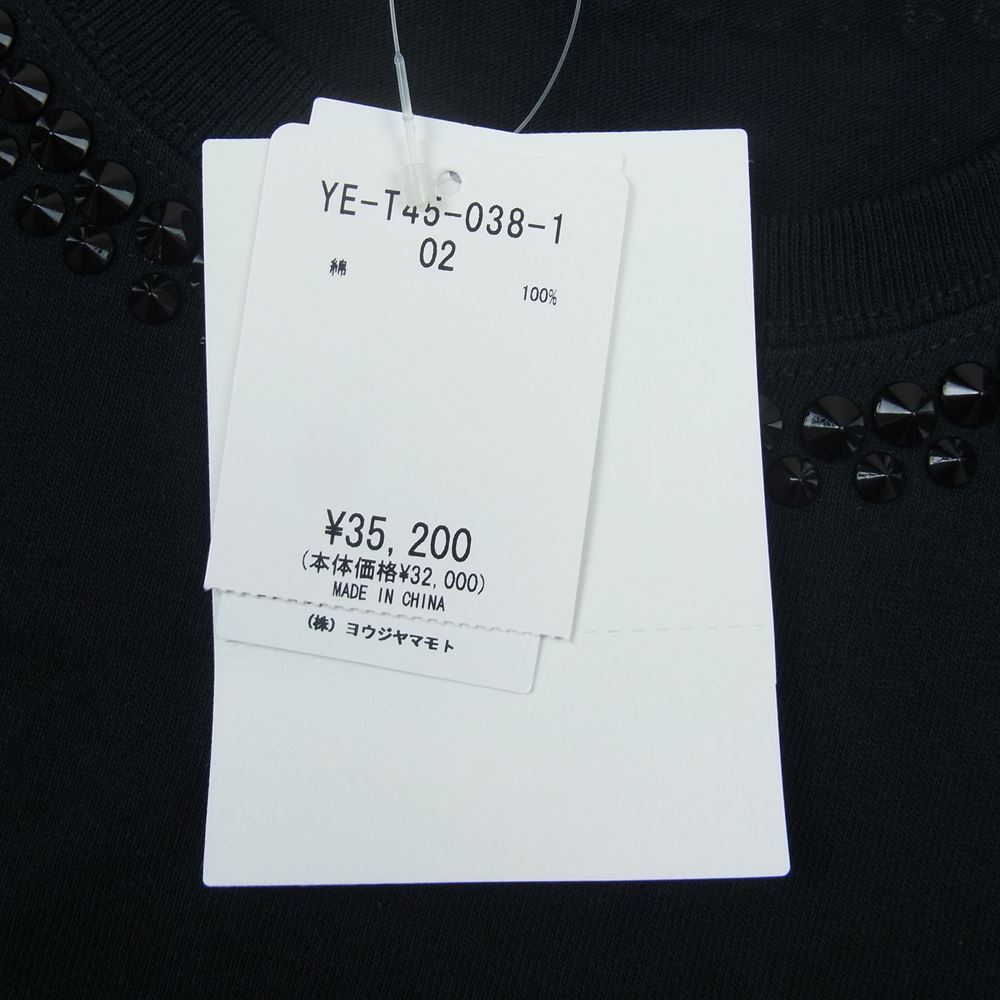 YE-T45-038-1
02
綿
100%
¥35,200
(本体価格¥32,000)
MADE IN CHINA
(株) ヨウジヤマモト